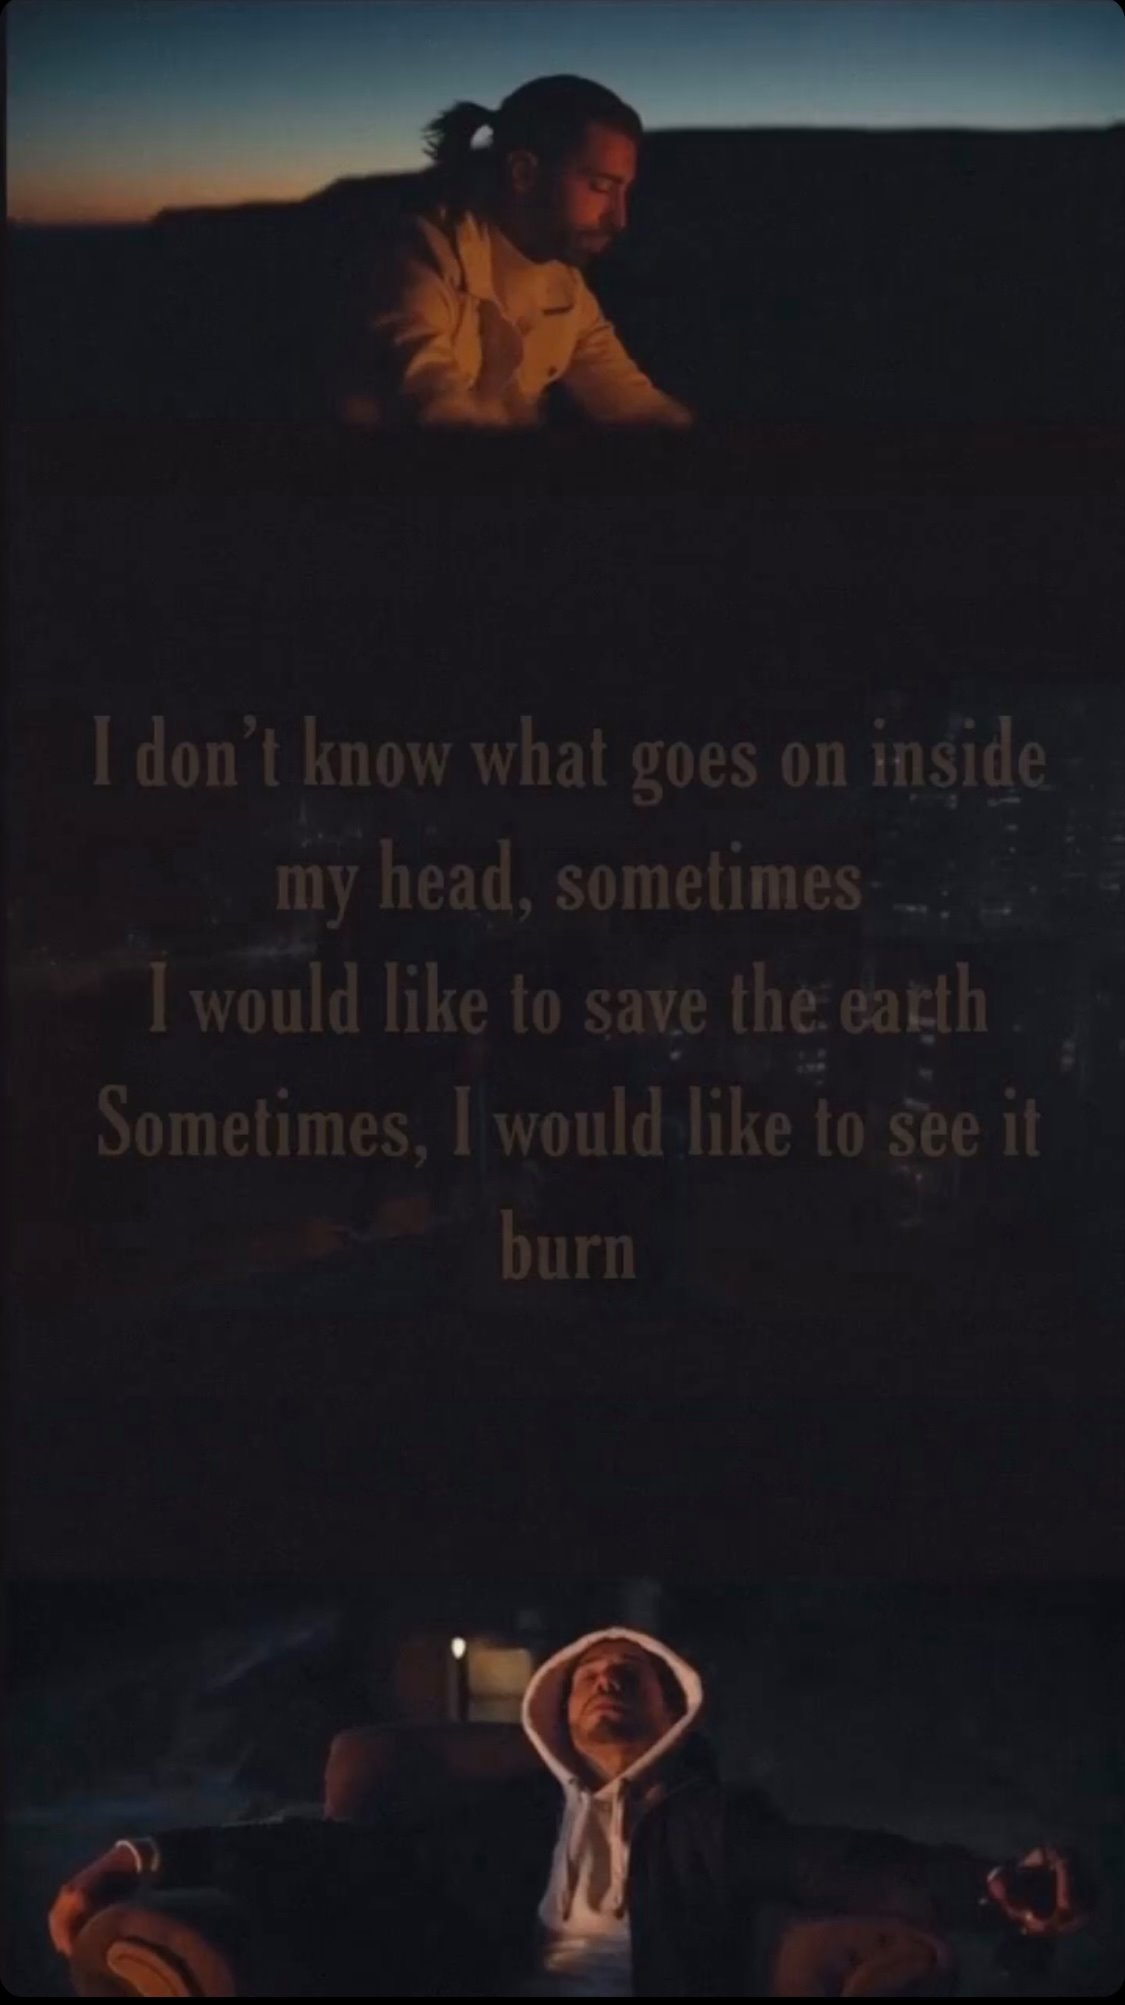 I don’t know what goes on inside
my head, sometimes
I would like to save the earth
Sometimes, I would like to see it
burn